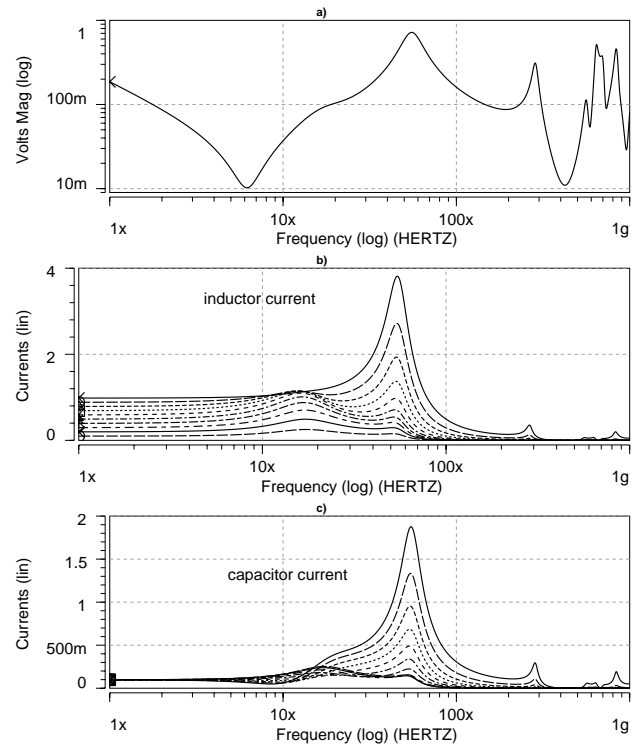 a)
Volts Mag (log)
1
100m
10m
1x 10x 100x 1g
Frequency (log) (HERTZ)
b)
Currents (lin)
4
2
0
inductor current
1x 10x 100x 1g
Frequency (log) (HERTZ)
c)
Currents (lin)
2
1.5
1
500m
0
capacitor current
1x 10x 100x 1g
Frequency (log) (HERTZ)